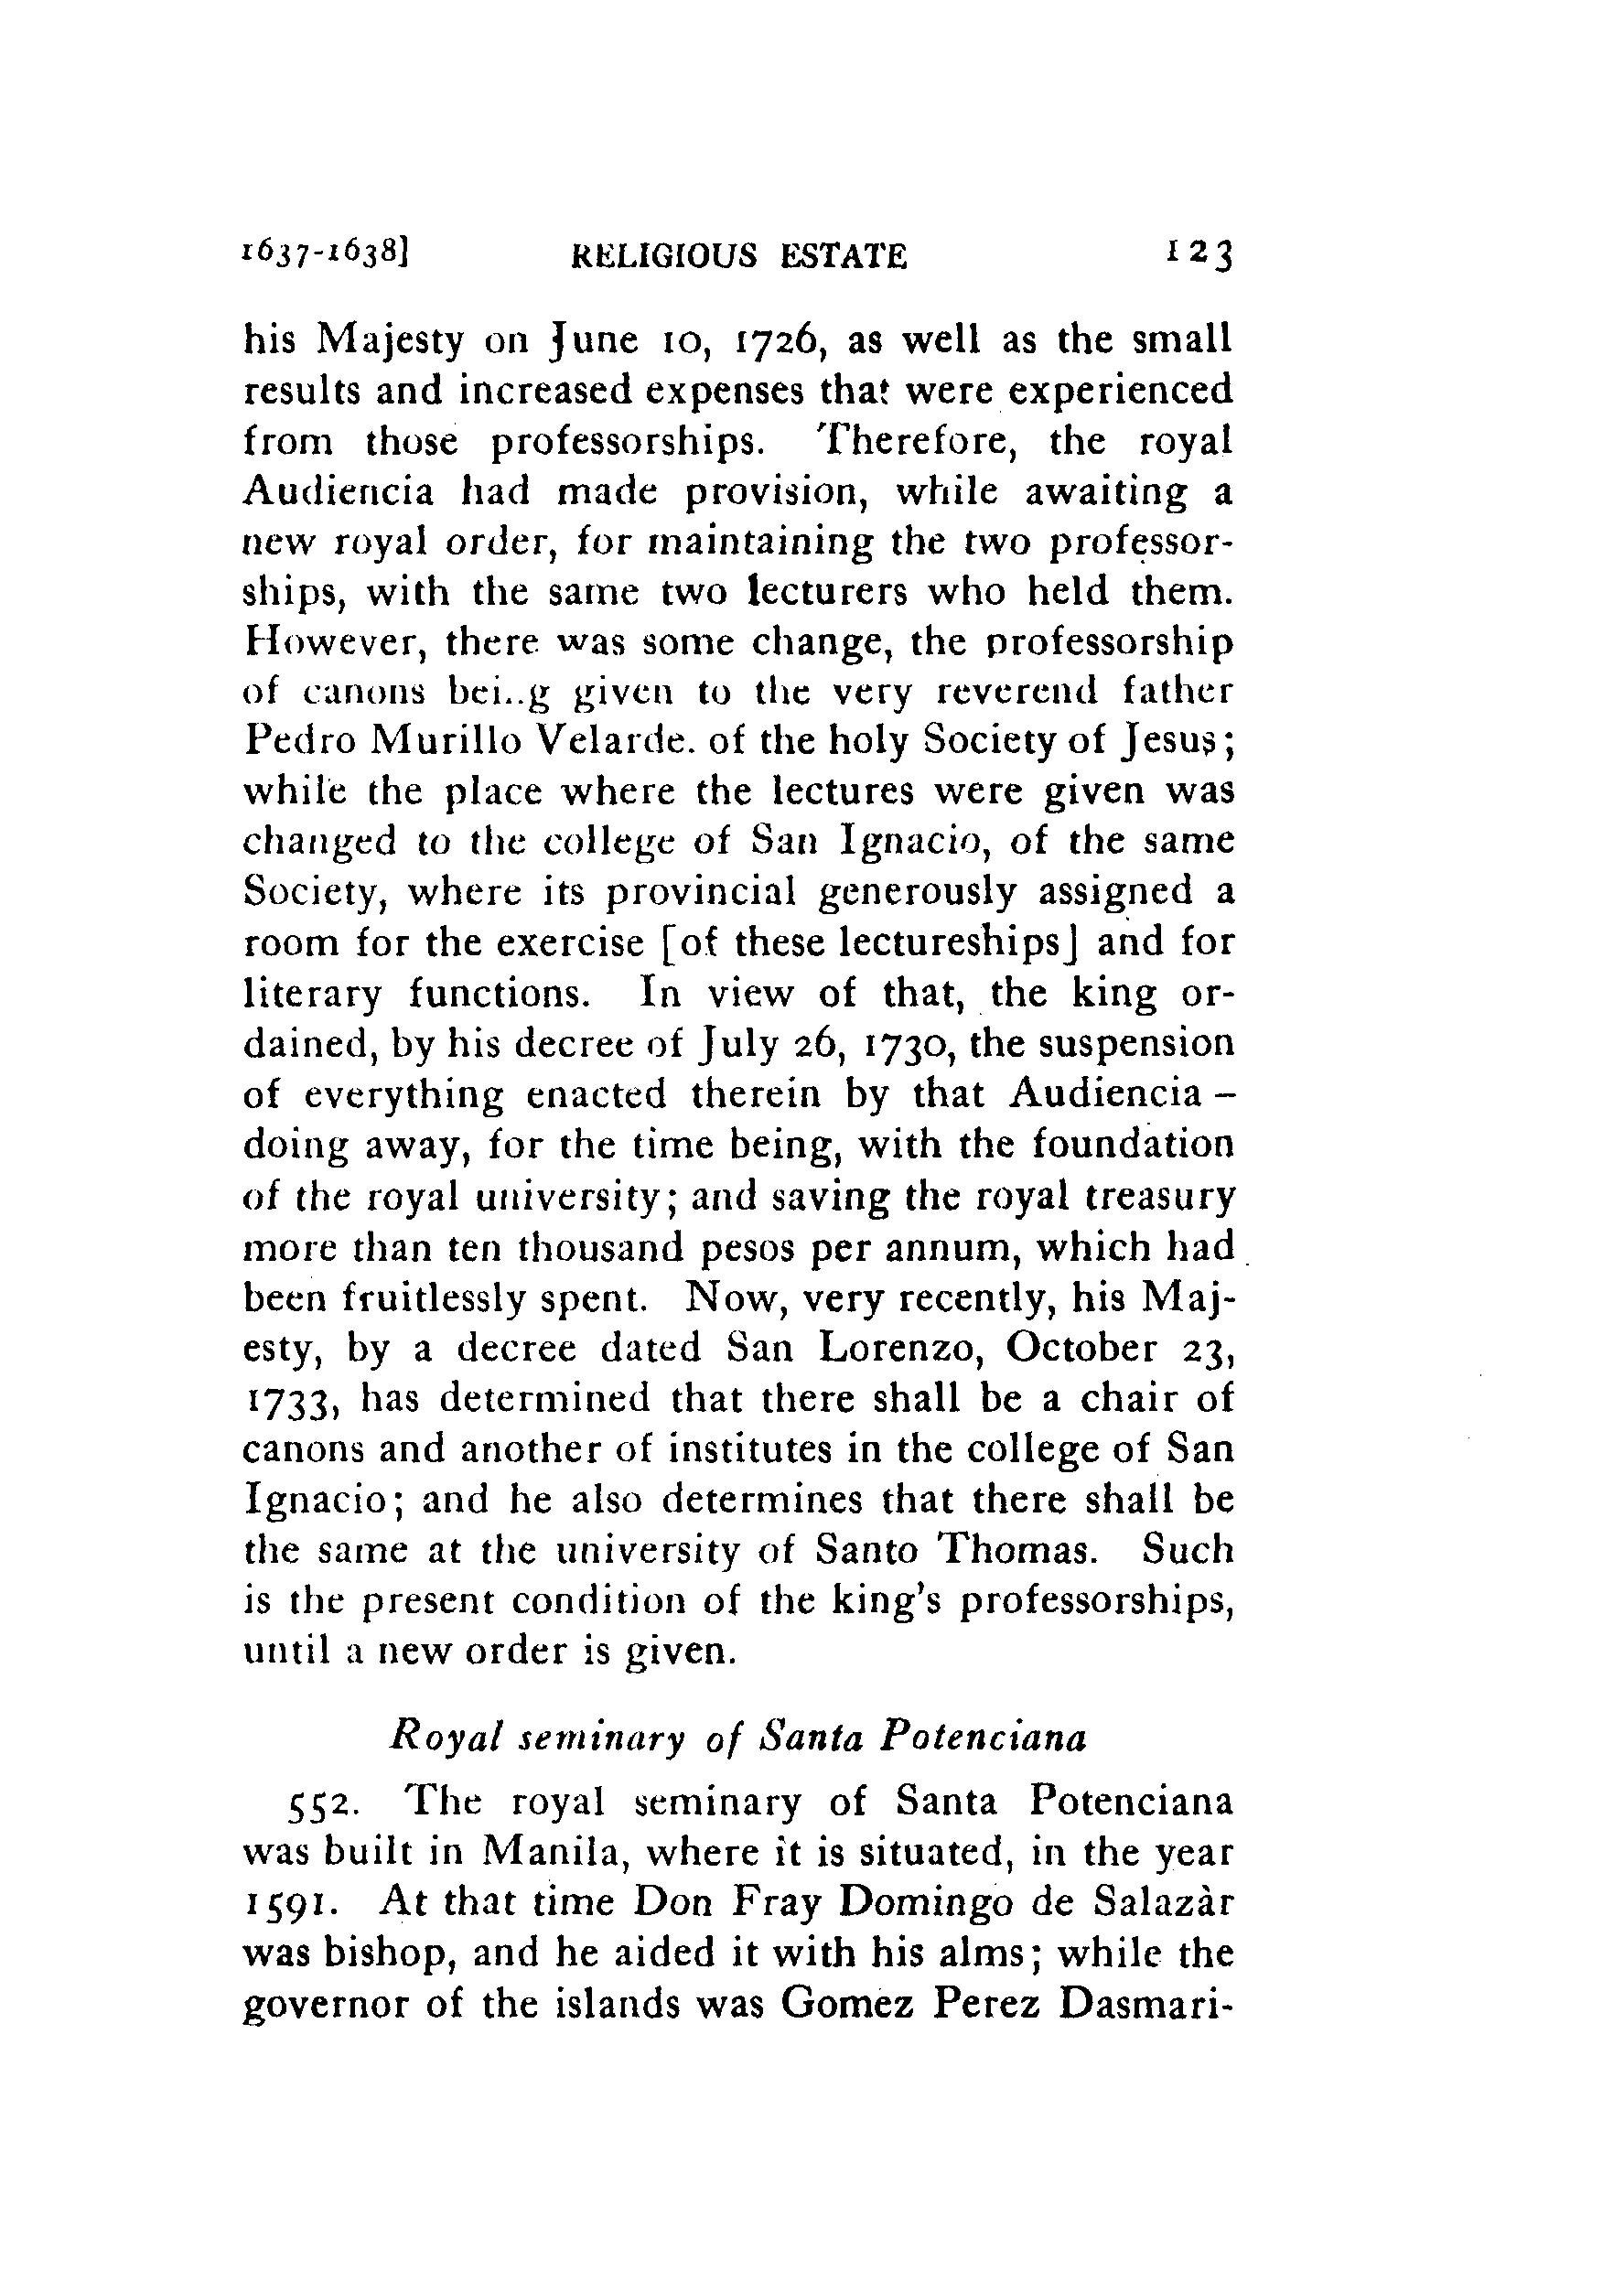 1637-1638] RELIGIOUS ESTATE 123
his Majesty on June 10, 1726, as well as the small
results and increased expenses that were experienced
from those professorships. Therefore, the royal
Audiencia had made provision, while awaiting a
new royal order, for maintaining the two professor-
ships, with the same two lecturers who held them.
However, there was some change, the professorship
of canons bei..g given to the very reverend father
Pedro Murillo Velarde. of the holy Society of Jesus;
while the place where the lectures were given was
changed to the college of San Ignacio, of the same
Society, where its provincial generously assigned a
room for the exercise [of these lectureships] and for
literary functions. In view of that, the king or-
dained, by his decree of July 26, 1730, the suspension
of everything enacted therein by that Audiencia –
doing away, for the time being, with the foundation
of the royal university; and saving the royal treasury
more than ten thousand pesos per annum, which had
been fruitlessly spent. Now, very recently, his Maj-
esty, by a decree dated San Lorenzo, October 23,
1733, has determined that there shall be a chair of
canons and another of institutes in the college of San
Ignacio; and he also determines that there shall be
the same at the university of Santo Thomas. Such
is the present condition of the king's professorships,
until a new order is given.
Royal seminary of Santa Potenciana
552. The royal seminary of Santa Potenciana
was built in Manila, where it is situated, in the year
1591. At that time Don Fray Domingo de Salazàr
was bishop, and he aided it with his alms; while the
governor of the islands was Gomez Perez Dasmari-